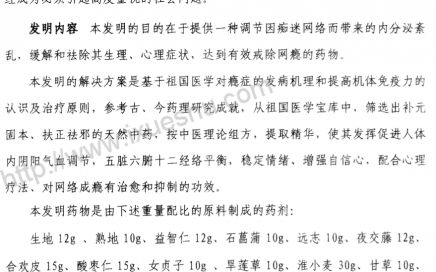 发明内容 本发明的目的在于提供一种调节因痴迷网络而带来的内分泌紊
乱，缓解和祛除其生理、心理症状，达到有效戒除网瘾的药物。
本发明的解决方案是基于祖国医学对瘾症的发病机理和提高机体免疫力的
认识及治疗原则，参考古、今药理研究成就，从祖国医学宝库中，筛选出补元
固本、扶正祛邪的天然中药，按中医理论组方，提取精华，使其发挥促进人体
内阴阳气血调节，五脏六腑十二经络平衡，稳定情绪、增强自信心，配合心理
疗法、对网络成瘾有治愈和抑制的功效。
本发明药物是由下述重量配比的原料制成的药剂：
生地 12g 、熟地 10g、益智仁 12g、石菖蒲 10g、远志 10g、夜交藤 12g、
合欢皮 15g、酸枣仁 15g、女贞子 10g 、旱莲草 10g、淮小麦 30g、甘草 10g、